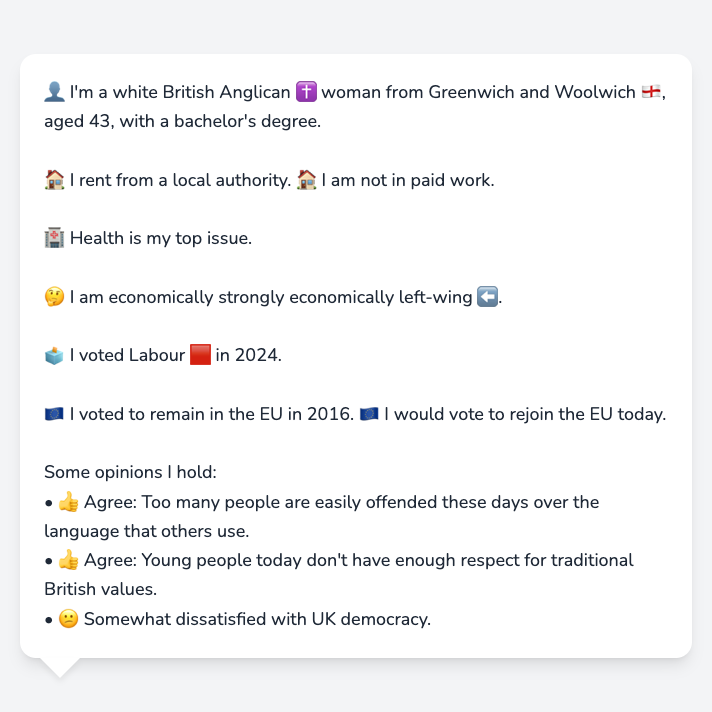 👤 I'm a white British Anglican ✝️ woman from Greenwich and Woolwich 🏴󠁧󠁢󠁥󠁮󠁧󠁿,
aged 43, with a bachelor's degree.
🏠 I rent from a local authority. 🏠 I am not in paid work.
🏥 Health is my top issue.
🤔 I am economically strongly economically left-wing ⬅️.
🗳️ I voted Labour 🟥 in 2024.
🇪🇺 I voted to remain in the EU in 2016. 🇪🇺 I would vote to rejoin the EU today.
Some opinions I hold:
• 👍 Agree: Too many people are easily offended these days over the
language that others use.
• 👍 Agree: Young people today don't have enough respect for traditional
British values.
• 😕 Somewhat dissatisfied with UK democracy.